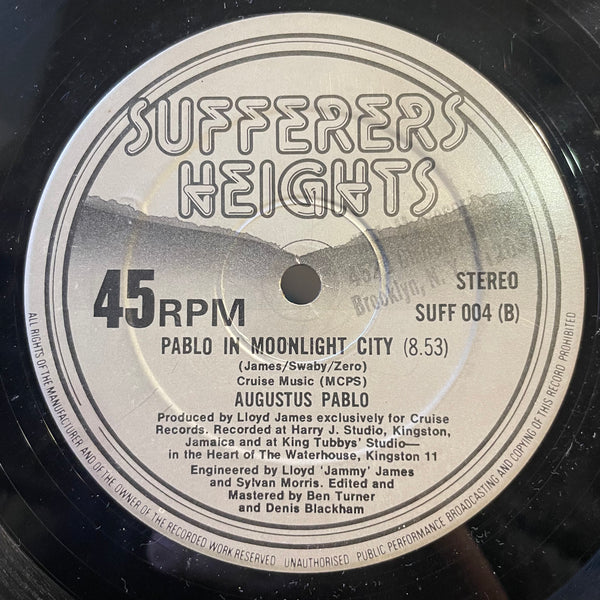 SUFFERERS
HEIGHTS
Brooklyn, N.Y.
45 RPM
STEREO
SUFF 004 (B)
PABLO IN MOONLIGHT CITY (8.53)
(James/Swaby/Zero)
Cruise Music (MCPS)
AUGUSTUS PABLO
Produced by Lloyd James exclusively for Cruise
Records. Recorded at Harry J. Studio, Kingston,
Jamaica and at King Tubbys' Studio—
in the Heart of The Waterhouse, Kingston 11
Engineered by Lloyd 'Jammy' James
and Sylvan Morris. Edited and
Mastered by Ben Turner
and Denis Blackham
ALL RIGHTS OF THE MANUFACTURER AND OF THE OWNER OF THE RECORDED WORK RESERVED UNAUTHORISED PUBLIC PERFORMANCE BROADCASTING AND COPYING OF THIS RECORD PROHIBITED